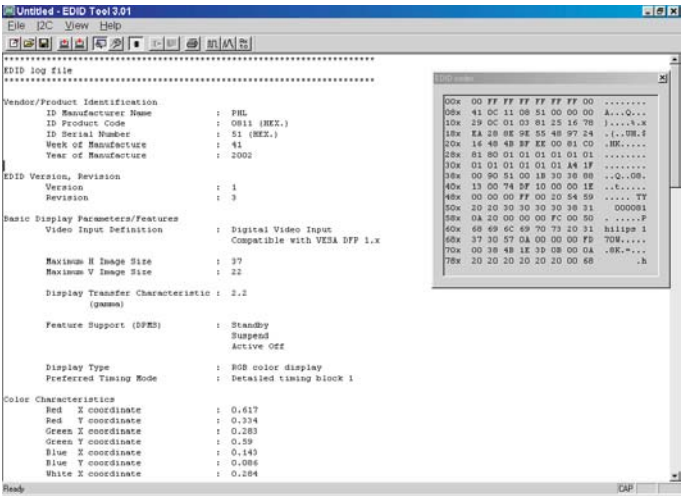 Untitled - EDID Tool 3.01
File I2C View Help
********************************************************************************
EDID log file
********************************************************************************
Vendor/Product Identification
ID Manufacturer Name : PHL
ID Product Code : 0811 (HEX.)
ID Serial Number : 51 (HEX.)
Week of Manufacture : 41
Year of Manufacture : 2002
EDID Version, Revision
Version : 1
Revision : 3
Basic Display Parameters/Features
Video Input Definition : Digital Video Input
Compatible with VESA DFP 1.x
Maximum H Image Size : 37
Maximum V Image Size : 22
Display Transfer Characteristic : 2.2
(gamma)
Feature Support (DPMS) : Standby
Suspend
Active Off
Display Type : RGB color display
Preferred Timing Mode : Detailed timing block 1
Color Characteristics
Red X coordinate : 0.617
Red Y coordinate : 0.334
Green X coordinate : 0.283
Green Y coordinate : 0.59
Blue X coordinate : 0.143
Blue Y coordinate : 0.086
White X coordinate : 0.284
EDID codes
00x 00 FF FF FF FF FF FF 00 ........
08x 41 0C 11 08 51 00 00 00 A...Q...
10x 29 0C 01 03 81 25 16 78 )....%.x
18x EA 28 8E 9E 55 48 97 24 .(..UH.$
20x 16 48 4B BF EE 00 81 C0 .HK.....
28x 81 80 01 01 01 01 01 01 ........
30x 01 01 01 01 01 01 A4 1F ........
38x 00 90 51 00 1B 30 38 88 ..Q..08.
40x 13 00 74 DF 10 00 00 1E ..t.....
48x 00 00 00 FF 00 20 54 59 ..... TY
50x 20 20 30 30 30 30 38 31 000081
58x 0A 20 00 00 00 FC 00 50 . .....P
60x 68 69 6C 69 70 73 20 31 hilips 1
68x 37 30 57 0A 00 00 00 FD 70W.....
70x 00 38 4B 1E 3D 0B 00 0A .8K.=...
78x 20 20 20 20 20 20 00 68 .h
Ready
CAP